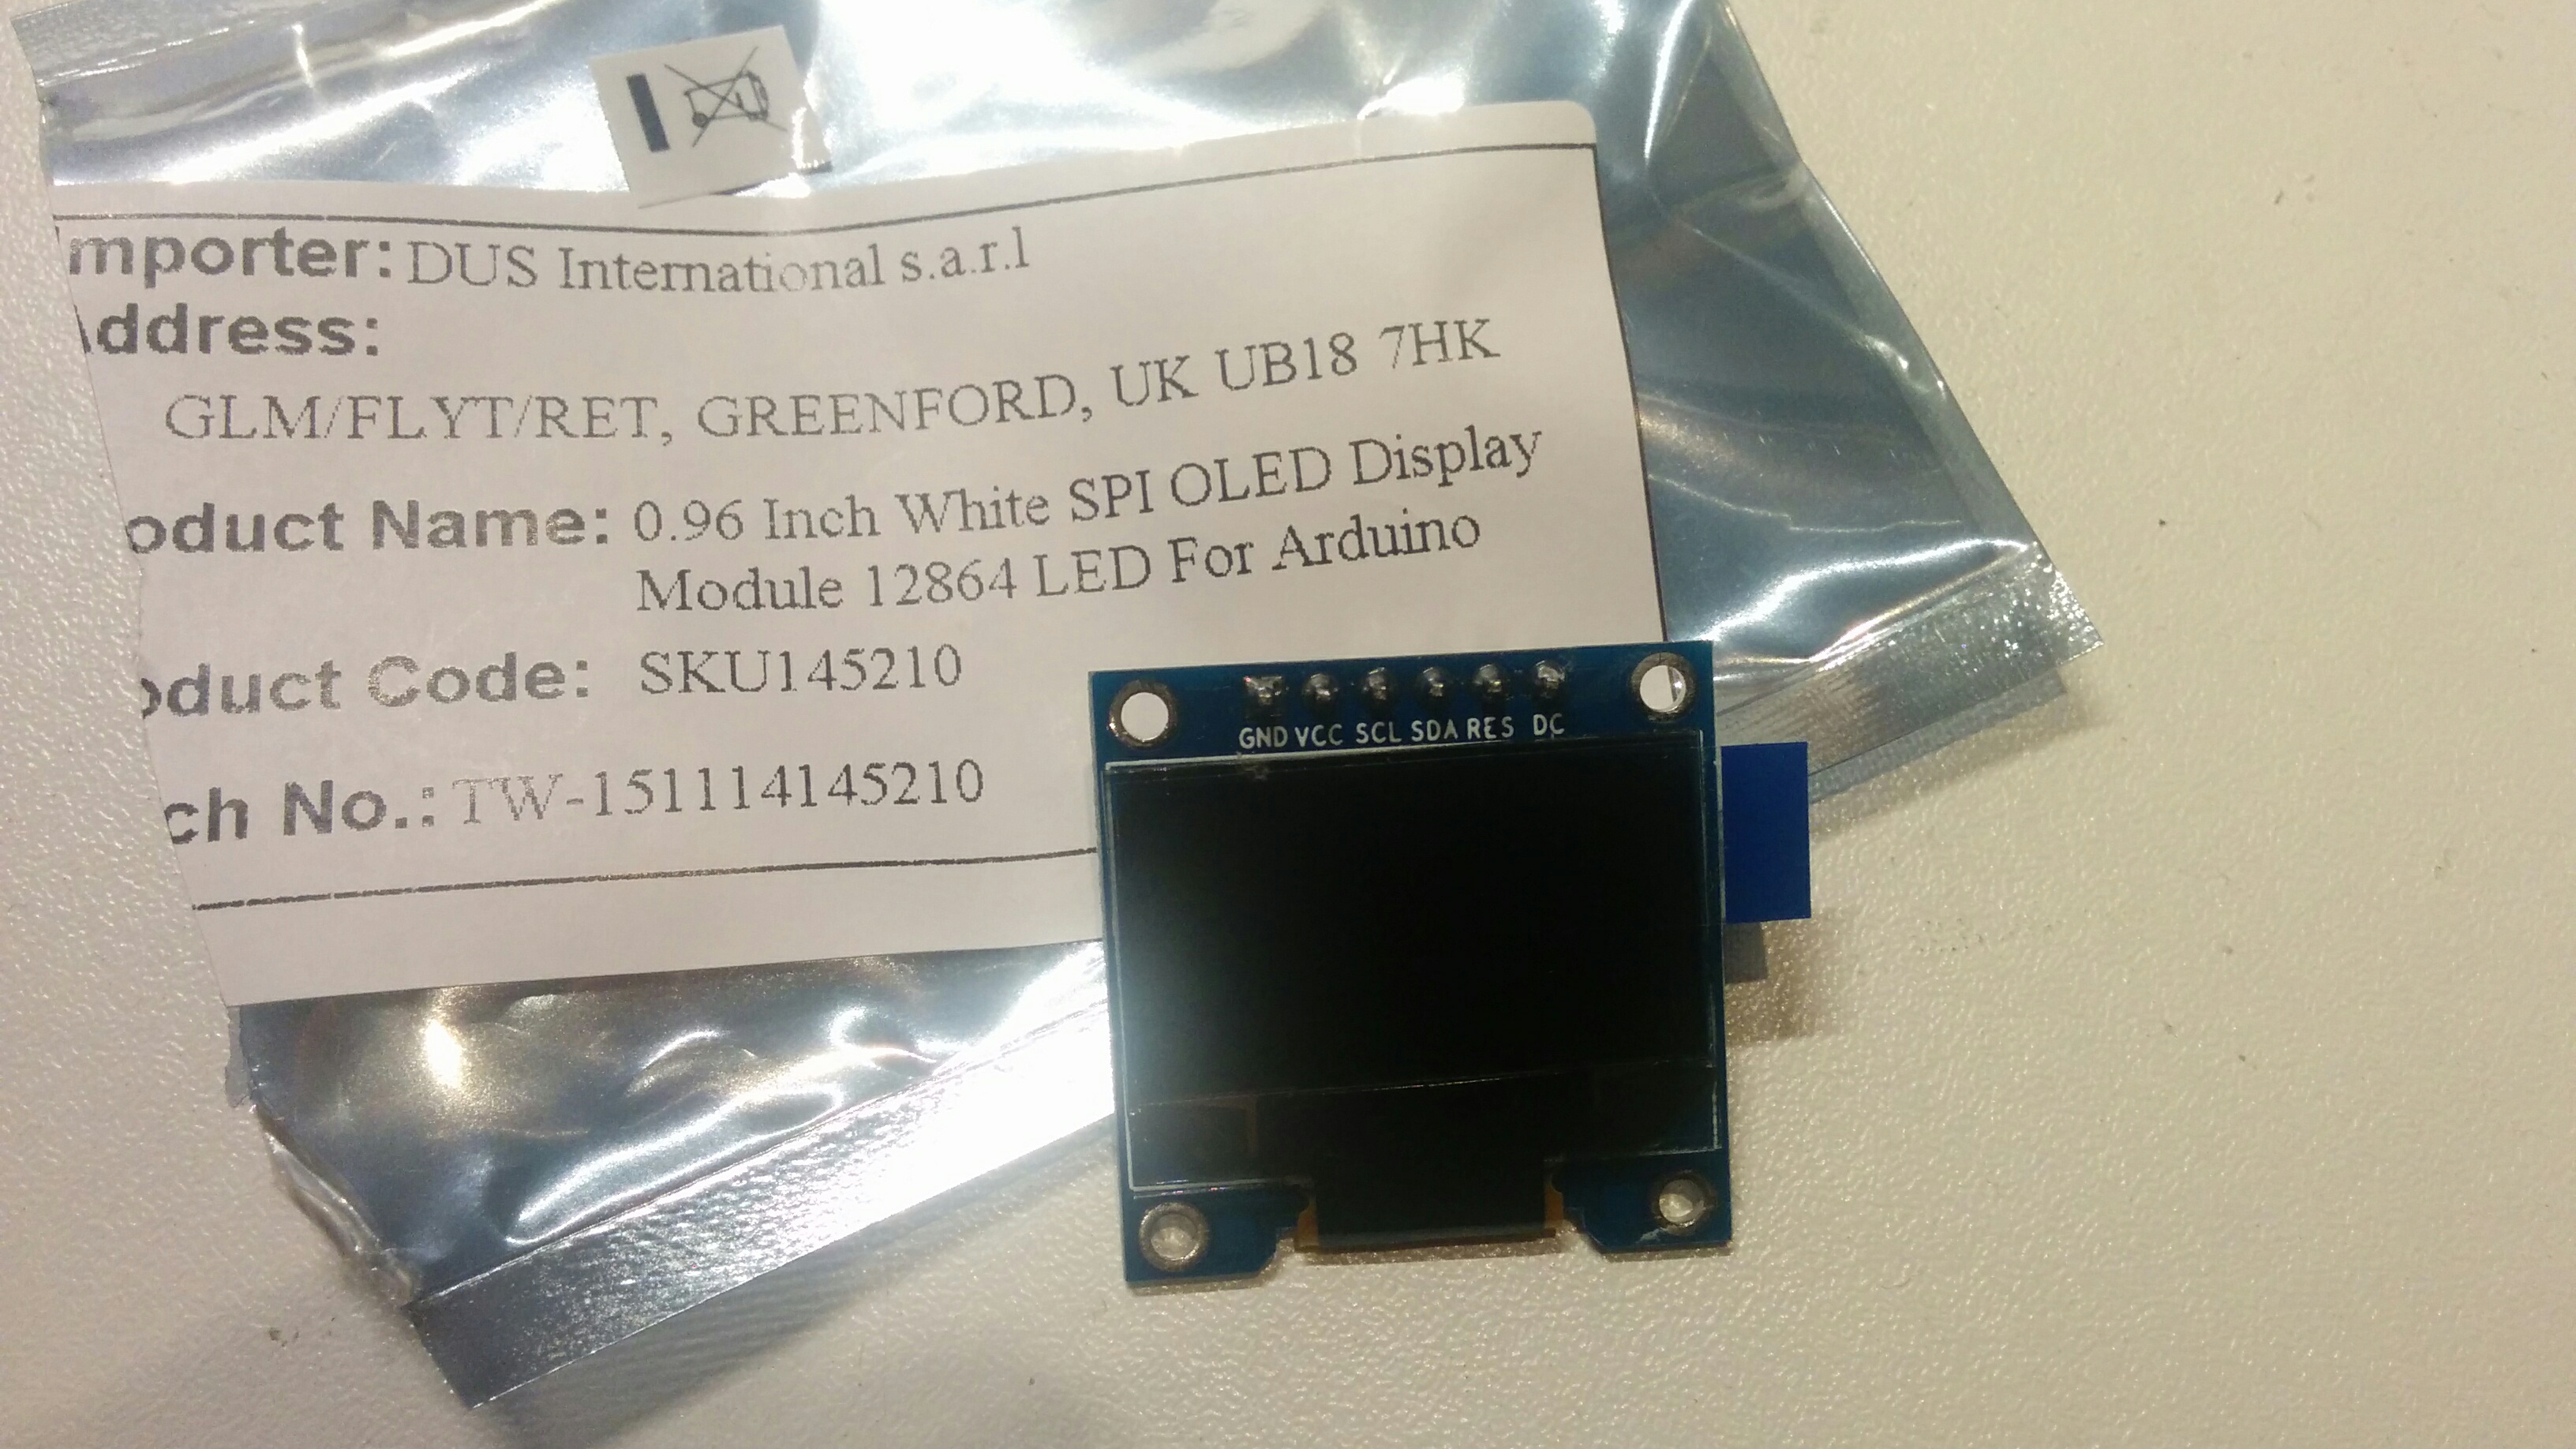 mporter: DUS International s.a.r.l
Address:
GLM/FLYT/RET, GREENFORD, UK UB18 7HK
oduct Name: 0.96 Inch White SPI OLED Display
Module 12864 LED For Arduino
oduct Code: SKU145210
ch No.: TW-151114145210
GND VCC SCL SDA RES DC